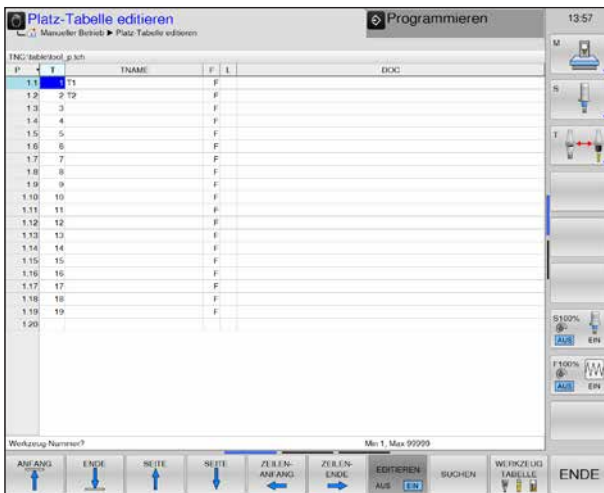 Platz-Tabelle editieren
Manueller Betrieb ▶ Platz-Tabelle editieren
Programmieren
13:57
TNC:\table\tool_p.tch
P T TNAME F L DOC
1.1 1 T1 F
1.2 2 T2 F
1.3 3 F
1.4 4 F
1.5 5 F
1.6 6 F
1.7 7 F
1.8 8 F
1.9 9 F
1.10 10 F
1.11 11 F
1.12 12 F
1.13 13 F
1.14 14 F
1.15 15 F
1.16 16 F
1.17 17 F
1.18 18 F
1.19 19 F
1.20
Werkzeug-Nummer?
Min 1, Max 99999
M
S
T
S100%
AUS EIN
F100%
AUS EIN
ANFANG
ENDE
SEITE
SEITE
ZEILEN-
ANFANG
ZEILEN-
ENDE
EDITIEREN
AUS EIN
SUCHEN
WERKZEUG
TABELLE
ENDE